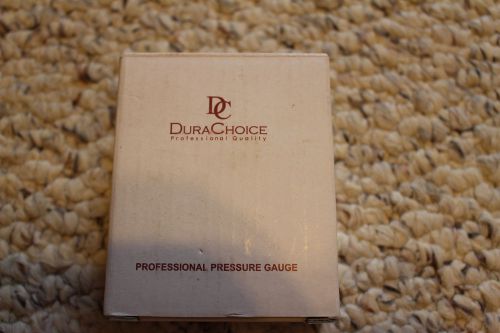 DC
DURACHOICE
Professional Quality
PROFESSIONAL PRESSURE GAUGE